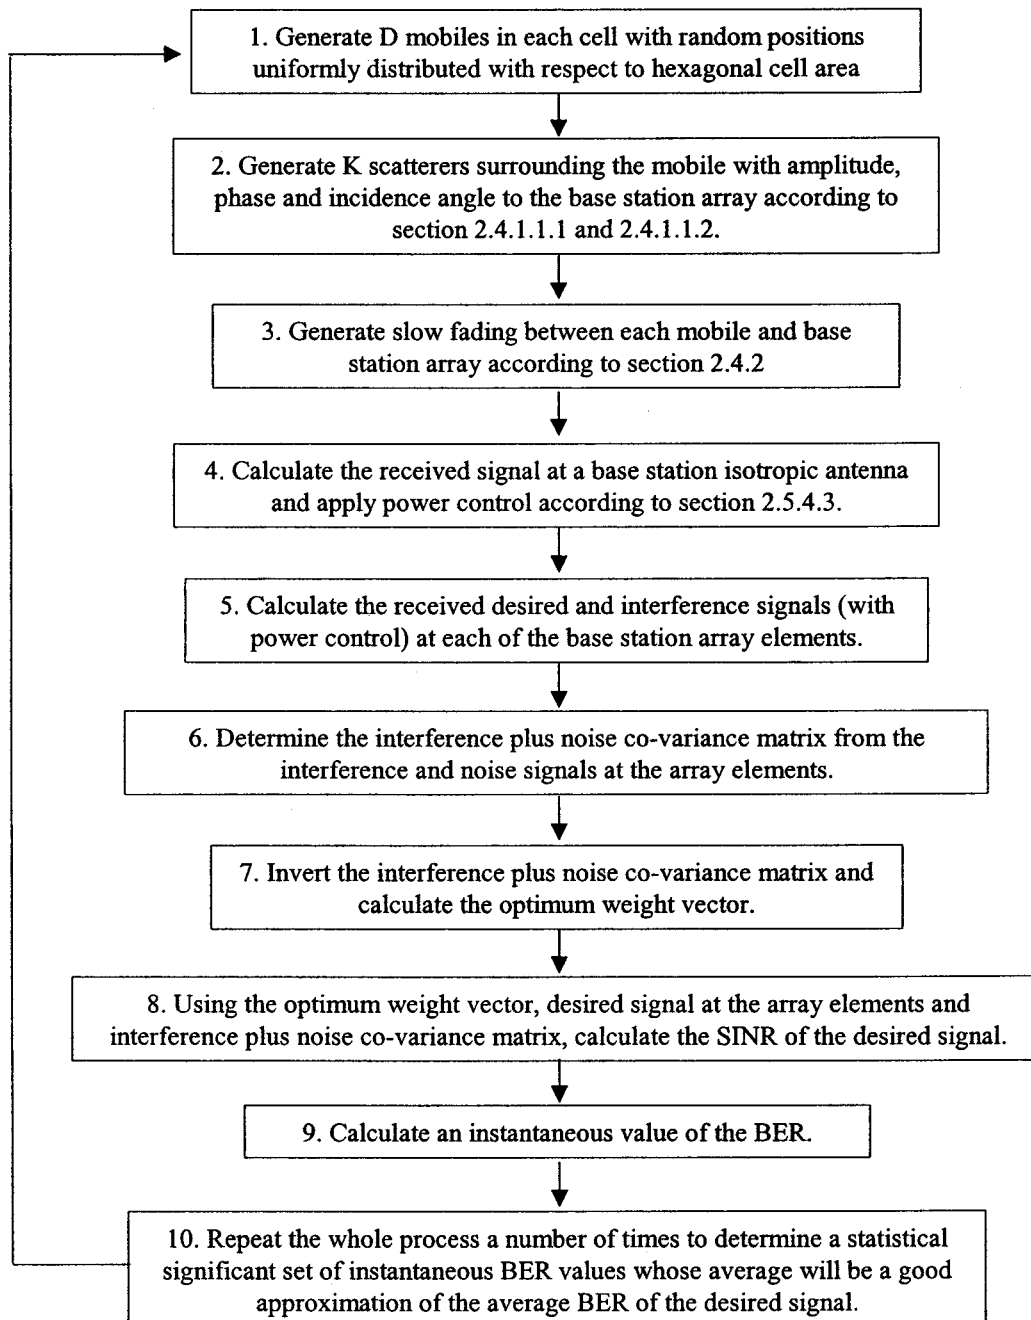 1. Generate D mobiles in each cell with random positions
uniformly distributed with respect to hexagonal cell area
2. Generate K scatterers surrounding the mobile with amplitude,
phase and incidence angle to the base station array according to
section 2.4.1.1.1 and 2.4.1.1.2.
3. Generate slow fading between each mobile and base
station array according to section 2.4.2
4. Calculate the received signal at a base station isotropic antenna
and apply power control according to section 2.5.4.3.
5. Calculate the received desired and interference signals (with
power control) at each of the base station array elements.
6. Determine the interference plus noise co-variance matrix from the
interference and noise signals at the array elements.
7. Invert the interference plus noise co-variance matrix and
calculate the optimum weight vector.
8. Using the optimum weight vector, desired signal at the array elements and
interference plus noise co-variance matrix, calculate the SINR of the desired signal.
9. Calculate an instantaneous value of the BER.
10. Repeat the whole process a number of times to determine a statistical
significant set of instantaneous BER values whose average will be a good
approximation of the average BER of the desired signal.